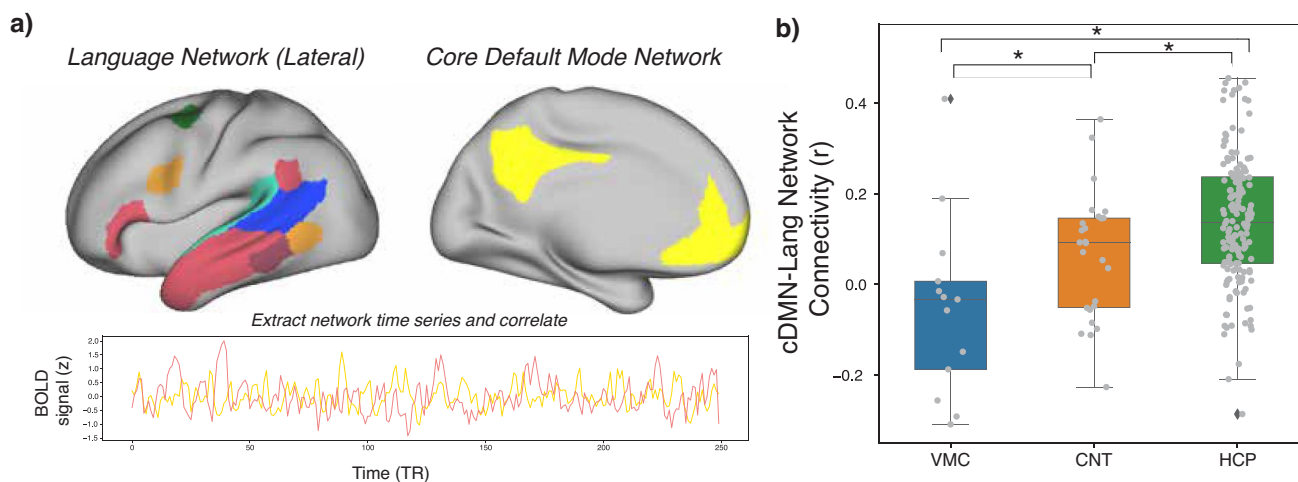 a)
Language Network (Lateral)
Core Default Mode Network
Extract network time series and correlate
BOLD
signal (z)
2.0
1.5
1.0
0.5
0.0
−0.5
−1.0
−1.5
0
50
100
150
200
250
Time (TR)
b)
*
*
*
cDMN-Lang Network
Connectivity (r)
0.4
0.2
0.0
−0.2
VMC
CNT
HCP